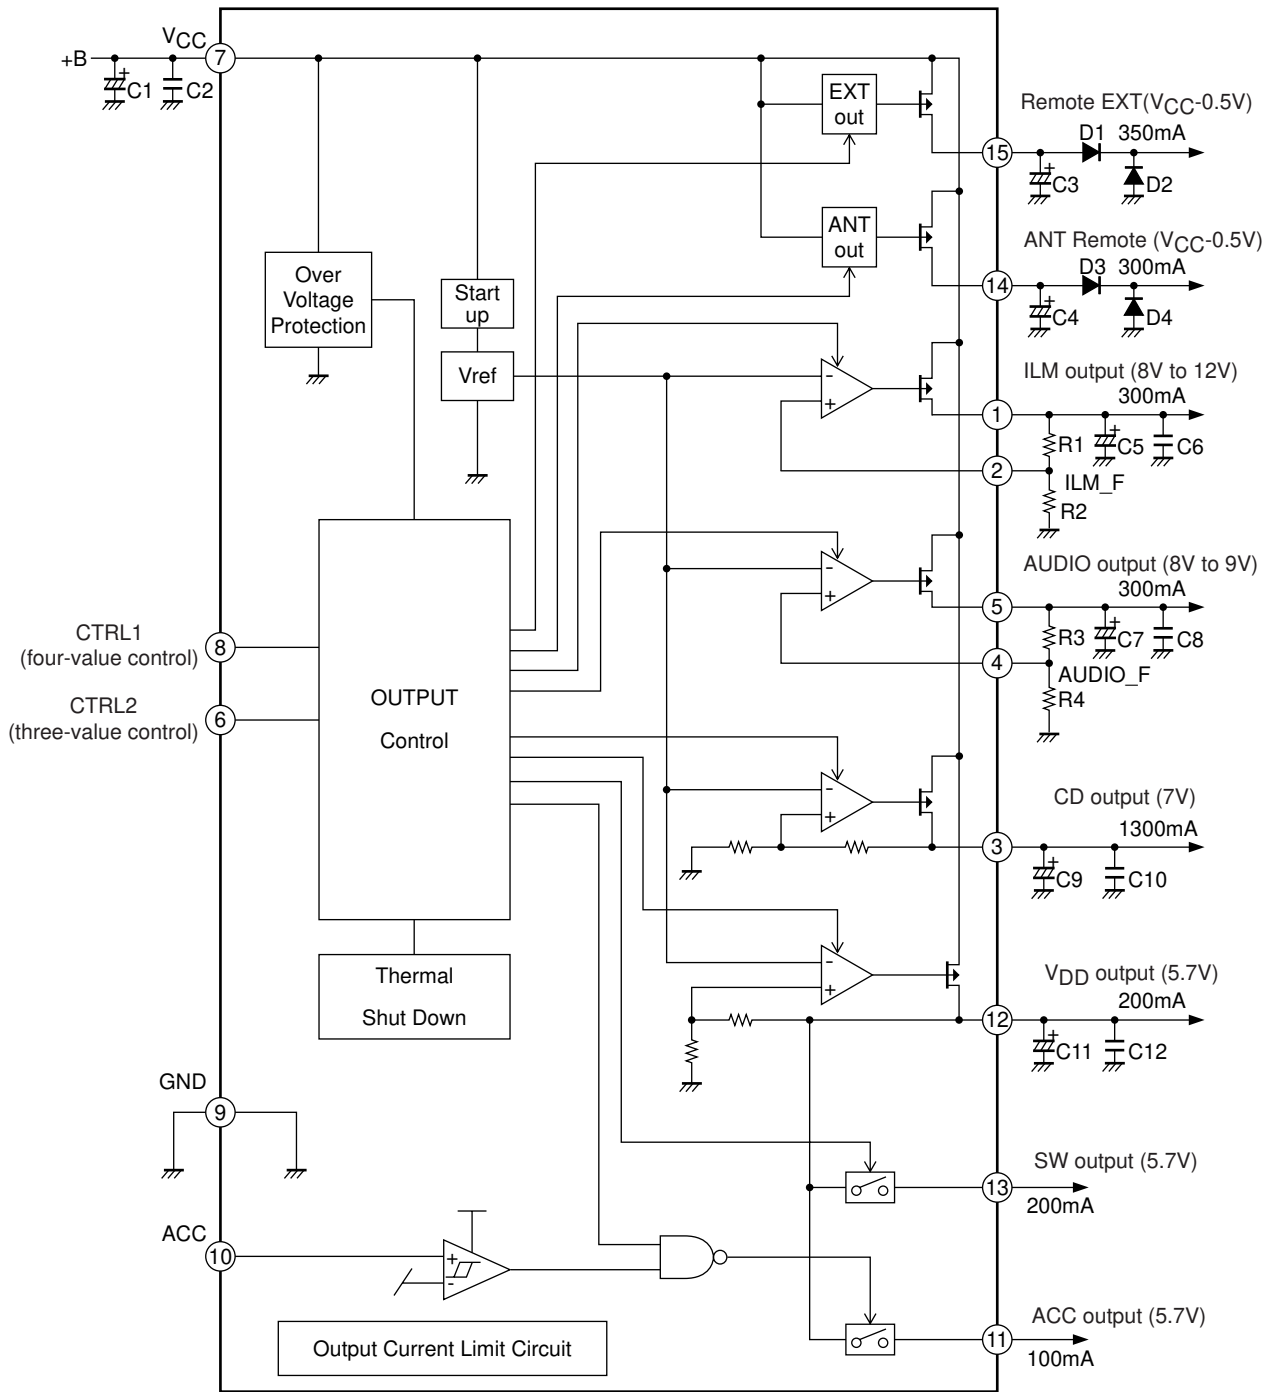 VCC
+B
7
C1
C2
EXT
out
Remote EXT(VCC-0.5V)
D1
350mA
15
C3
D2
ANT
out
ANT Remote (VCC-0.5V)
D3
300mA
14
C4
D4
Over
Voltage
Protection
Start
up
Vref
-
+
ILM output (8V to 12V)
300mA
1
R1
C5
C6
2
ILM_F
R2
-
+
AUDIO output (8V to 9V)
300mA
5
R3
C7
C8
4
AUDIO_F
R4
CTRL1
(four-value control)
8
CTRL2
(three-value control)
6
OUTPUT
Control
-
+
CD output (7V)
1300mA
3
C9
C10
Thermal
Shut Down
-
+
VDD output (5.7V)
200mA
12
C11
C12
GND
9
SW output (5.7V)
13
200mA
ACC
10
+
-
ACC output (5.7V)
11
100mA
Output Current Limit Circuit